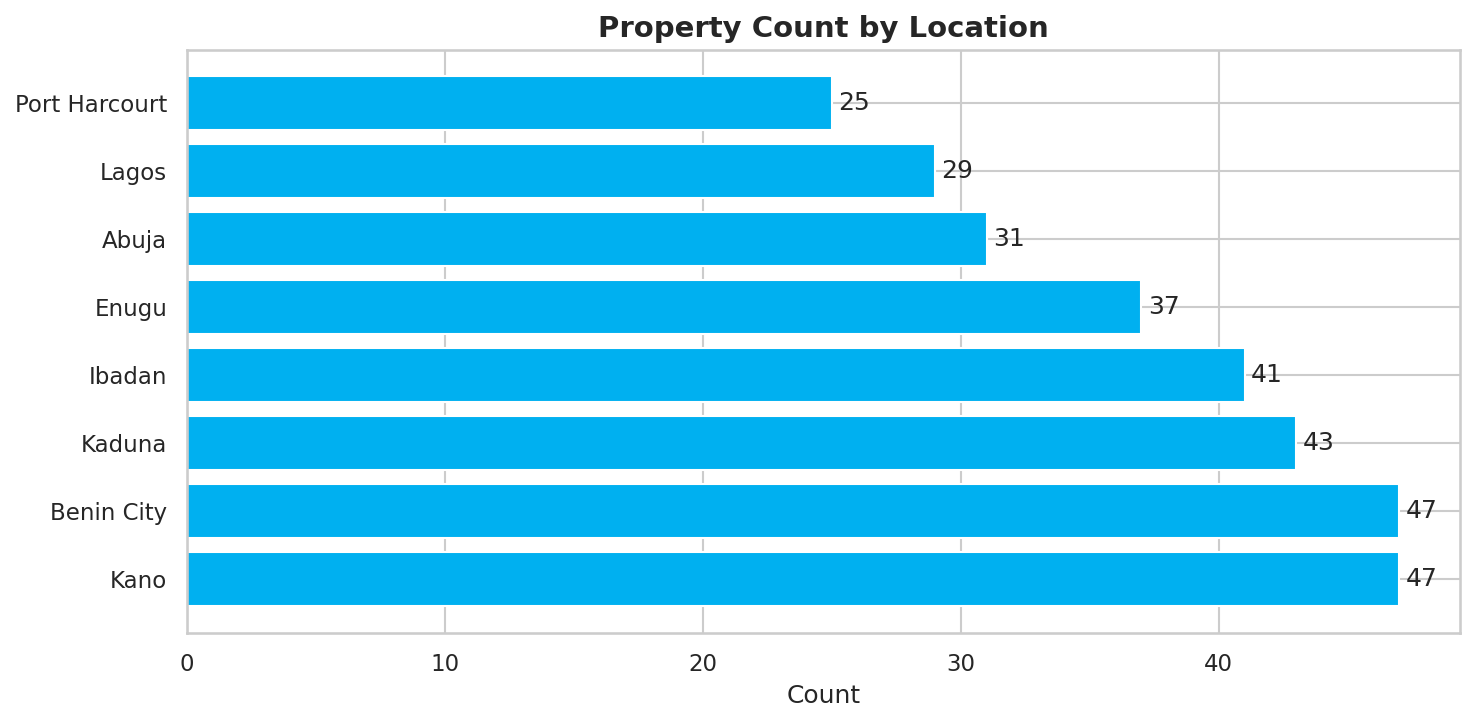 Property Count by Location
Port Harcourt 25
Lagos 29
Abuja 31
Enugu 37
Ibadan 41
Kaduna 43
Benin City 47
Kano 47
0 10 20 30 40
Count